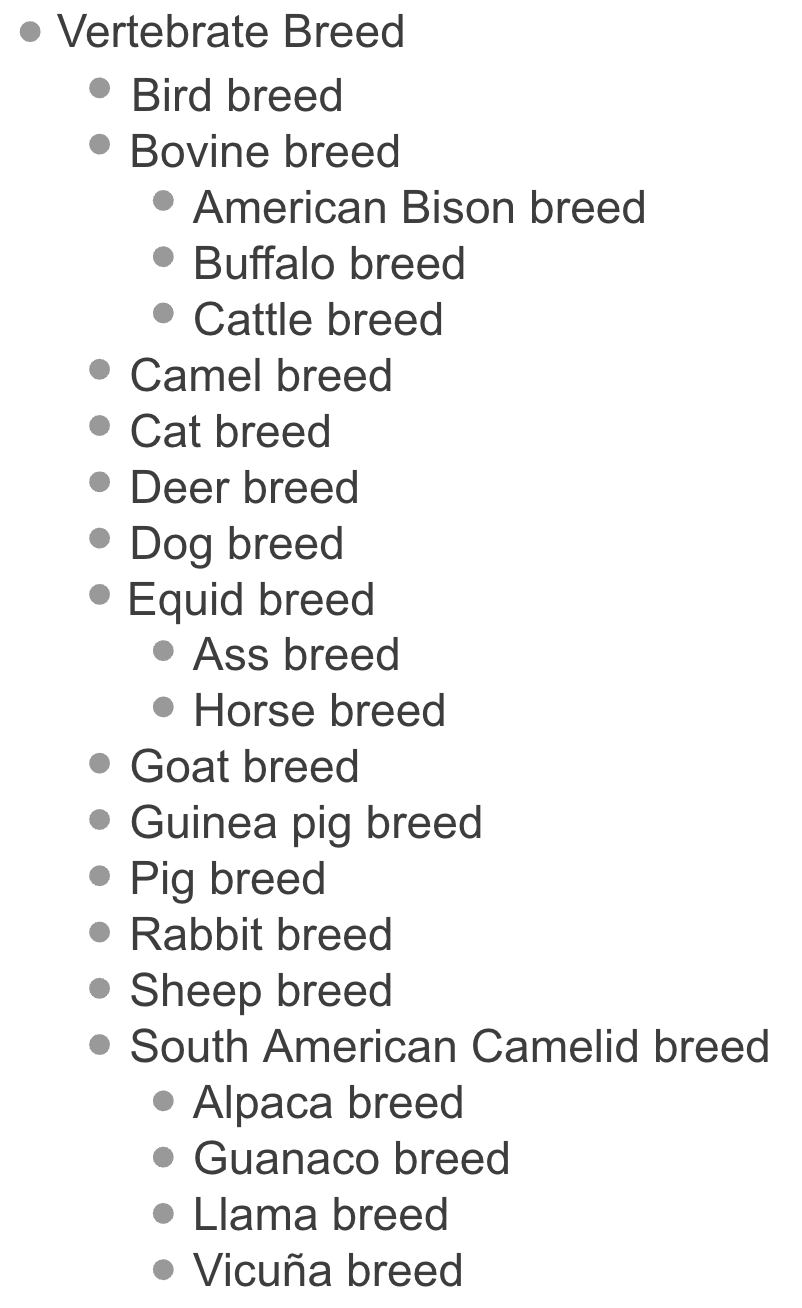 Vertebrate Breed
Bird breed
Bovine breed
American Bison breed
Buffalo breed
Cattle breed
Camel breed
Cat breed
Deer breed
Dog breed
Equid breed
Ass breed
Horse breed
Goat breed
Guinea pig breed
Pig breed
Rabbit breed
Sheep breed
South American Camelid breed
Alpaca breed
Guanaco breed
Llama breed
Vicuña breed